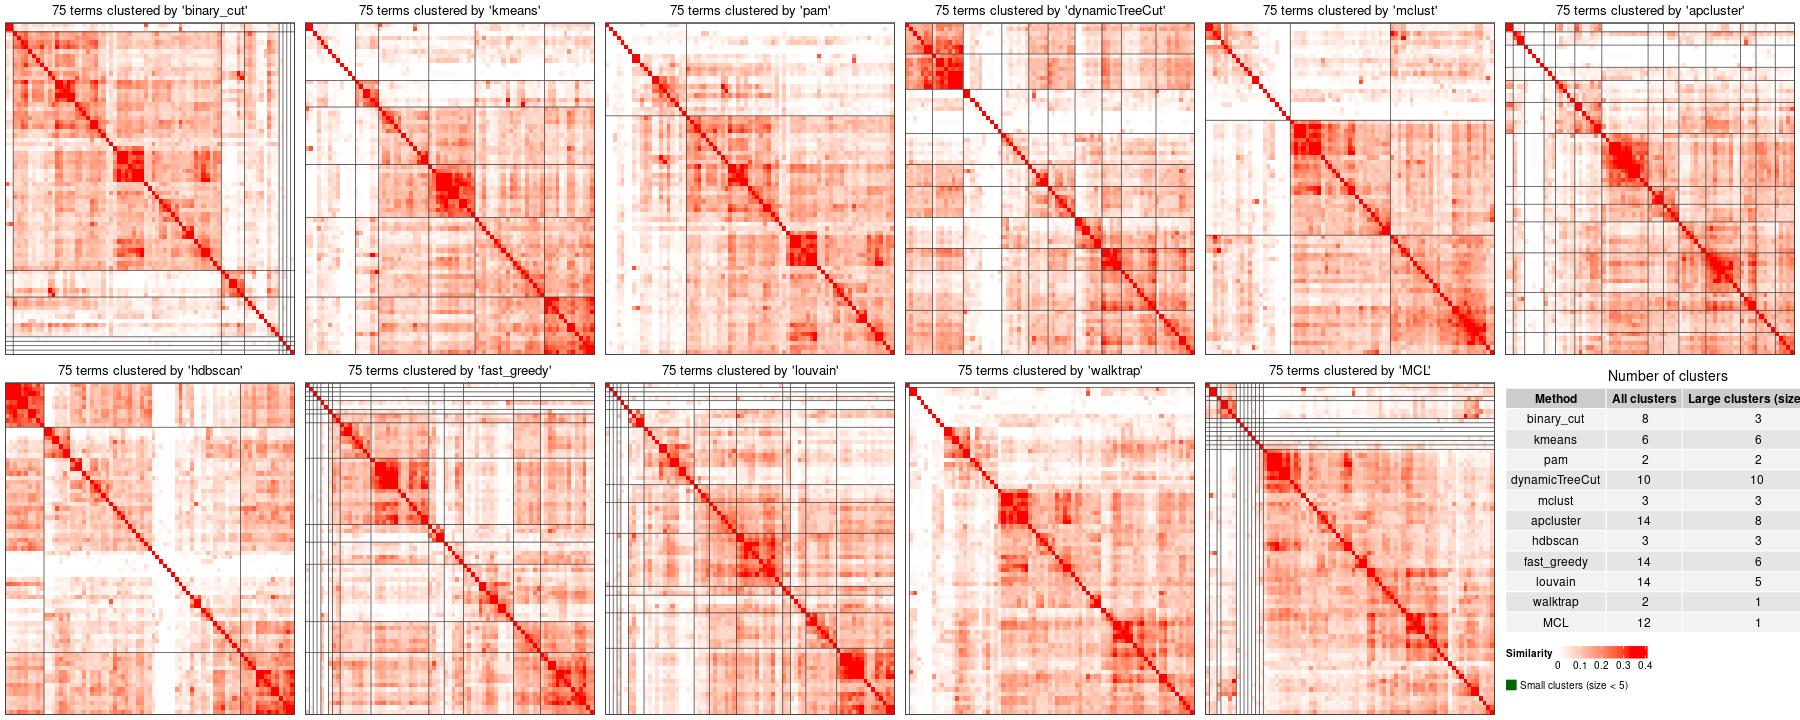 75 terms clustered by 'binary_cut'
75 terms clustered by 'kmeans'
75 terms clustered by 'pam'
75 terms clustered by 'dynamicTreeCut'
75 terms clustered by 'mclust'
75 terms clustered by 'apcluster'
75 terms clustered by 'hdbscan'
75 terms clustered by 'fast_greedy'
75 terms clustered by 'louvain'
75 terms clustered by 'walktrap'
75 terms clustered by 'MCL'
Number of clusters
Method All clusters Large clusters (size
binary_cut 8 3
kmeans 6 6
pam 2 2
dynamicTreeCut 10 10
mclust 3 3
apcluster 14 8
hdbscan 3 3
fast_greedy 14 6
louvain 14 5
walktrap 2 1
MCL 12 1
Similarity
0 0.1 0.2 0.3 0.4
Small clusters (size < 5)